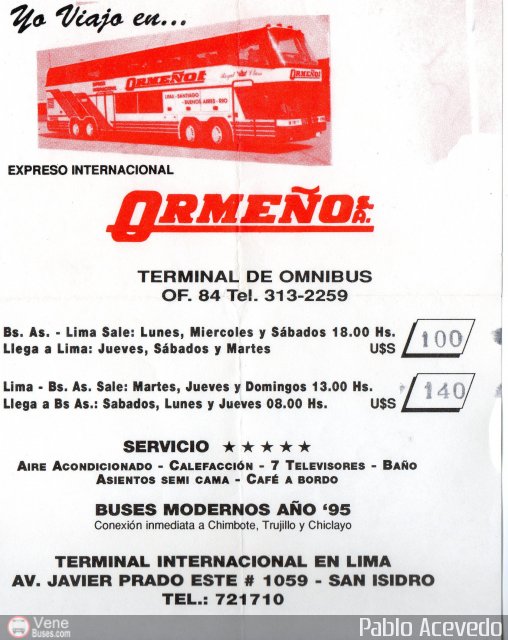 Yo Viajo en...
ORMEÑO S.A.
Royal Class
ORMEÑO
EXPRESO
INTERNACIONAL
LIMA - SANTIAGO
BUENOS AIRES - RIO
EXPRESO INTERNACIONAL
ORMEÑO S.A.
TERMINAL DE OMNIBUS
OF. 84 Tel. 313-2259
Bs. As. - Lima Sale: Lunes, Miercoles y Sábados 18.00 Hs.
Llega a Lima: Jueves, Sábados y Martes U$S 100
Lima - Bs. As. Sale: Martes, Jueves y Domingos 13.00 Hs.
Llega a Bs As.: Sabados, Lunes y Jueves 08.00 Hs. U$S 140
SERVICIO ★ ★ ★ ★ ★
AIRE ACONDICIONADO - CALEFACCIÓN - 7 TELEVISORES - BAÑO
ASIENTOS SEMI CAMA - CAFÉ A BORDO
BUSES MODERNOS AÑO '95
Conexión inmediata a Chimbote, Trujillo y Chiclayo
TERMINAL INTERNACIONAL EN LIMA
AV. JAVIER PRADO ESTE # 1059 - SAN ISIDRO
TEL.: 721710
Vene
Buses.com
Pablo Acevedo